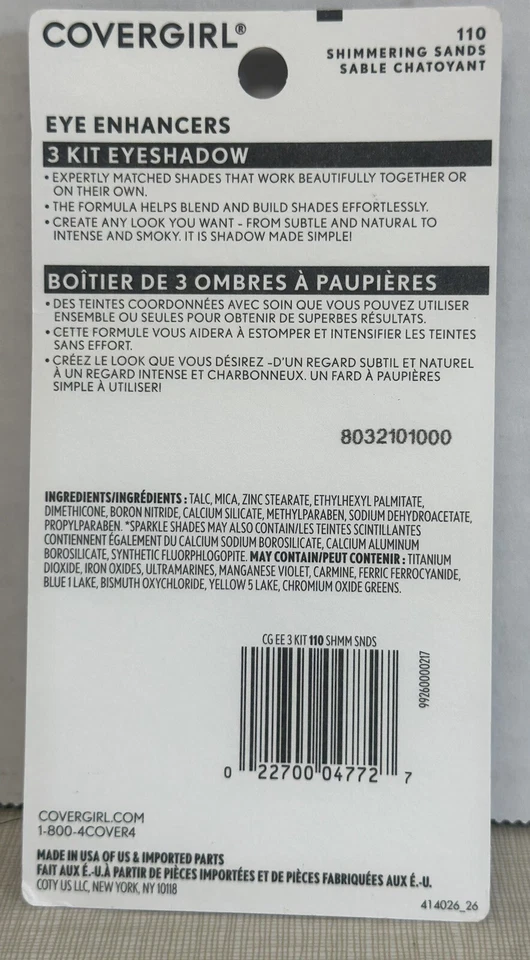 COVERGIRL®
110
SHIMMERING SANDS
SABLE CHATOYANT
EYE ENHANCERS
3 KIT EYESHADOW
• EXPERTLY MATCHED SHADES THAT WORK BEAUTIFULLY TOGETHER OR
ON THEIR OWN.
• THE FORMULA HELPS BLEND AND BUILD SHADES EFFORTLESSLY.
• CREATE ANY LOOK YOU WANT - FROM SUBTLE AND NATURAL TO
INTENSE AND SMOKY. IT IS SHADOW MADE SIMPLE!
BOÎTIER DE 3 OMBRES À PAUPIÈRES
• DES TEINTES COORDONNÉES AVEC SOIN QUE VOUS POUVEZ UTILISER
ENSEMBLE OU SEULES POUR OBTENIR DE SUPERBES RÉSULTATS.
• CETTE FORMULE VOUS AIDERA À ESTOMPER ET INTENSIFIER LES TEINTES
SANS EFFORT.
• CRÉEZ LE LOOK QUE VOUS DÉSIREZ -D'UN REGARD SUBTIL ET NATUREL
À UN REGARD INTENSE ET CHARBONNEUX. UN FARD À PAUPIÈRES
SIMPLE À UTILISER!
8032101000
INGREDIENTS/INGRÉDIENTS : TALC, MICA, ZINC STEARATE, ETHYLHEXYL PALMITATE,
DIMETHICONE, BORON NITRIDE, CALCIUM SILICATE, METHYLPARABEN, SODIUM DEHYDROACETATE,
PROPYLPARABEN. *SPARKLE SHADES MAY ALSO CONTAIN/LES TEINTES SCINTILLANTES
CONTIENNENT ÉGALEMENT DU CALCIUM SODIUM BOROSILICATE, CALCIUM ALUMINUM
BOROSILICATE, SYNTHETIC FLUORPHLOGOPITE. MAY CONTAIN/PEUT CONTENIR : TITANIUM
DIOXIDE, IRON OXIDES, ULTRAMARINES, MANGANESE VIOLET, CARMINE, FERRIC FERROCYANIDE,
BLUE 1 LAKE, BISMUTH OXYCHLORIDE, YELLOW 5 LAKE, CHROMIUM OXIDE GREENS.
CG EE 3 KIT 110 SHMM SNDS
99260000217
0 22700 04772 7
COVERGIRL.COM
1-800-4COVER4
MADE IN USA OF US & IMPORTED PARTS
FAIT AUX É.-U.À PARTIR DE PIÈCES IMPORTÉES ET DE PIÈCES FABRIQUÉES AUX É.-U.
COTY US LLC, NEW YORK, NY 10118
414026_26